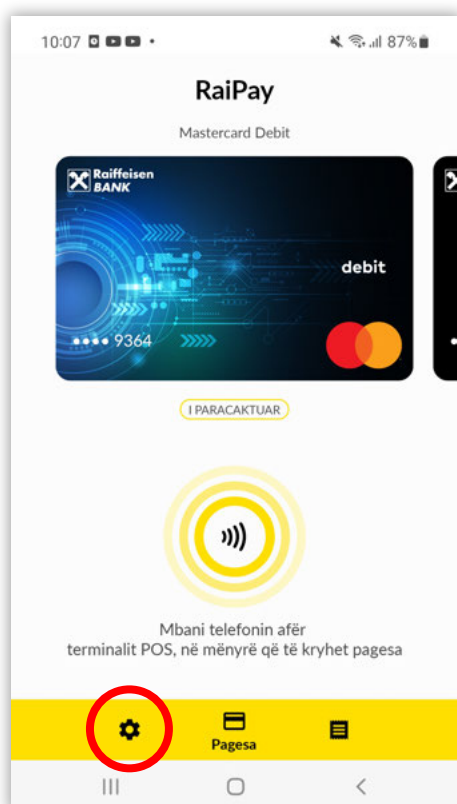 10:07
87%
RaiPay
Mastercard Debit
Raiffeisen
BANK
debit
•••• 9364
I PARACAKTUAR
Mbani telefonin afër
terminalit POS, në mënyrë që të kryhet pagesa
Pagesa